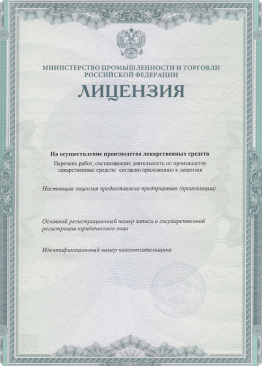 МИНИСТЕРСТВО ПРОМЫШЛЕННОСТИ И ТОРГОВЛИ
РОССИЙСКОЙ ФЕДЕРАЦИИ
ЛИЦЕНЗИЯ
На осуществление производства лекарственных средств
Перечень работ, составляющих деятельность по производству
лекарственных средств: согласно приложению к лицензии
Настоящая лицензия предоставлена предприятию (организации)
Основной регистрационный номер записи о государственной
регистрации юридического лица
Идентификационный номер налогоплательщика